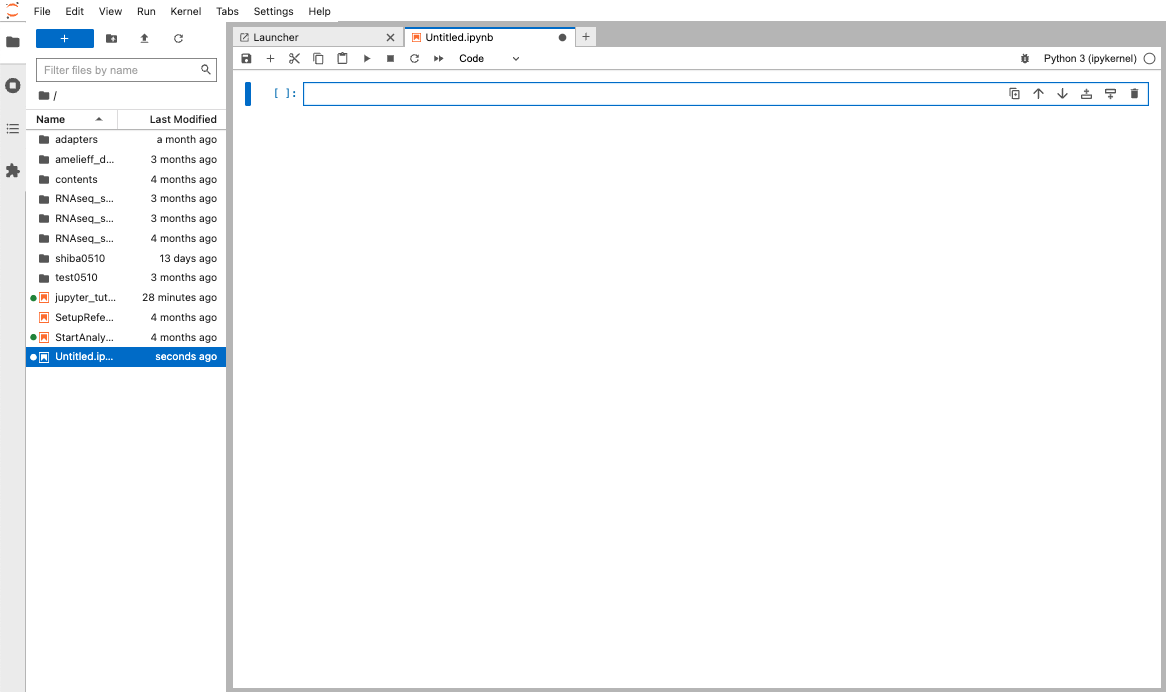 File Edit View Run Kernel Tabs Settings Help
+
Filter files by name
/
Name Last Modified
adapters a month ago
amelieff_d... 3 months ago
contents 4 months ago
RNAseq_s... 3 months ago
RNAseq_s... 3 months ago
RNAseq_s... 4 months ago
shiba0510 13 days ago
test0510 3 months ago
jupyter_tut... 28 minutes ago
SetupRefe... 4 months ago
StartAnaly... 4 months ago
Untitled.ip... seconds ago
Launcher Untitled.ipynb +
+ Code Python 3 (ipykernel)
[ ]: